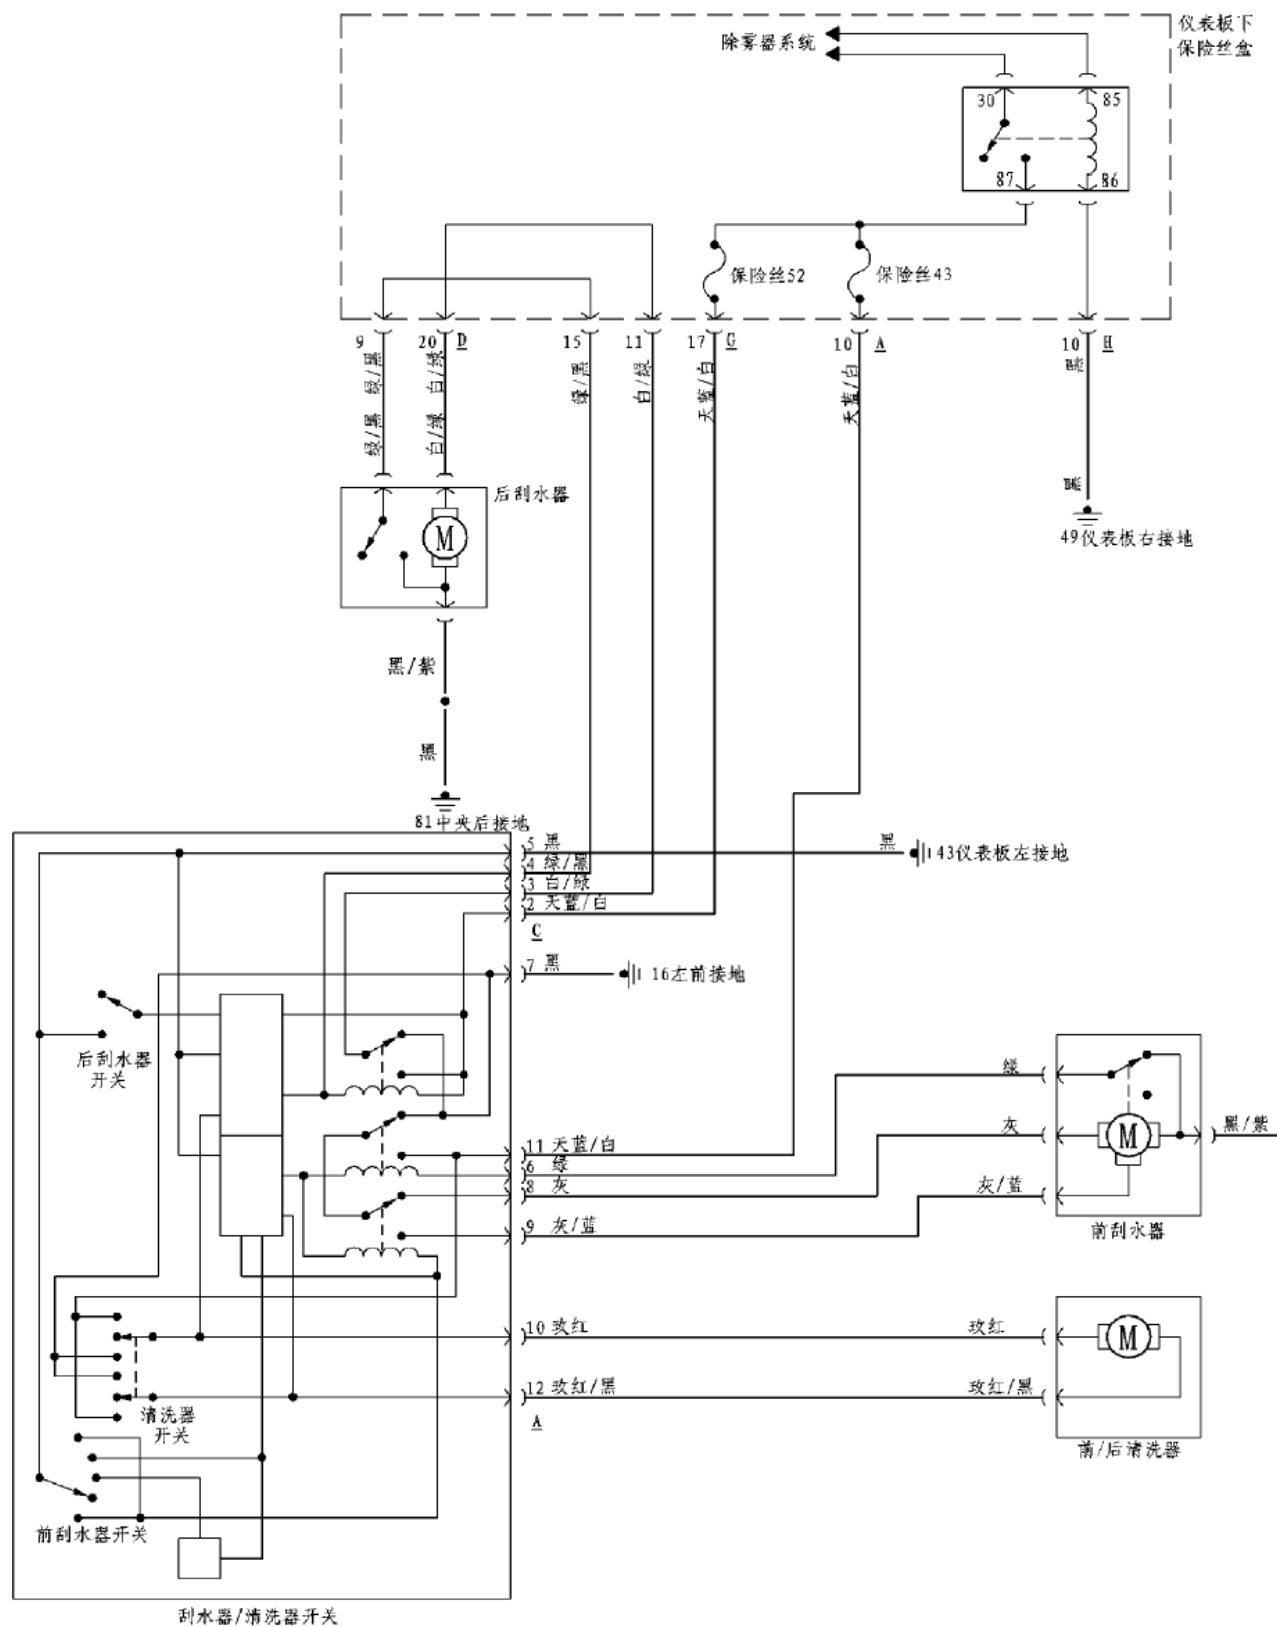 仪表板下
保险丝盒
除雾器系统
30
85
87
86
保险丝52
保险丝43
9
20 D
15
11
17 G
10 A
10 H
绿/黑
白/绿
绿/黑
白/绿
天蓝/白
天蓝/白
黑
绿/黑
白/绿
黑
后刮水器
M
49仪表板右接地
黑/紫
黑
81中央后接地
5 黑
黑
43仪表板左接地
4 绿/黑
3 白/绿
2 天蓝/白
C
7 黑
16左前接地
后刮水器
开关
绿
11 天蓝/白
灰
M
黑/紫
6 绿
8 灰
灰/蓝
9 灰/蓝
前刮水器
10 玫红
玫红
M
12 玫红/黑
玫红/黑
A
清洗器
开关
前/后清洗器
前刮水器开关
刮水器/清洗器开关